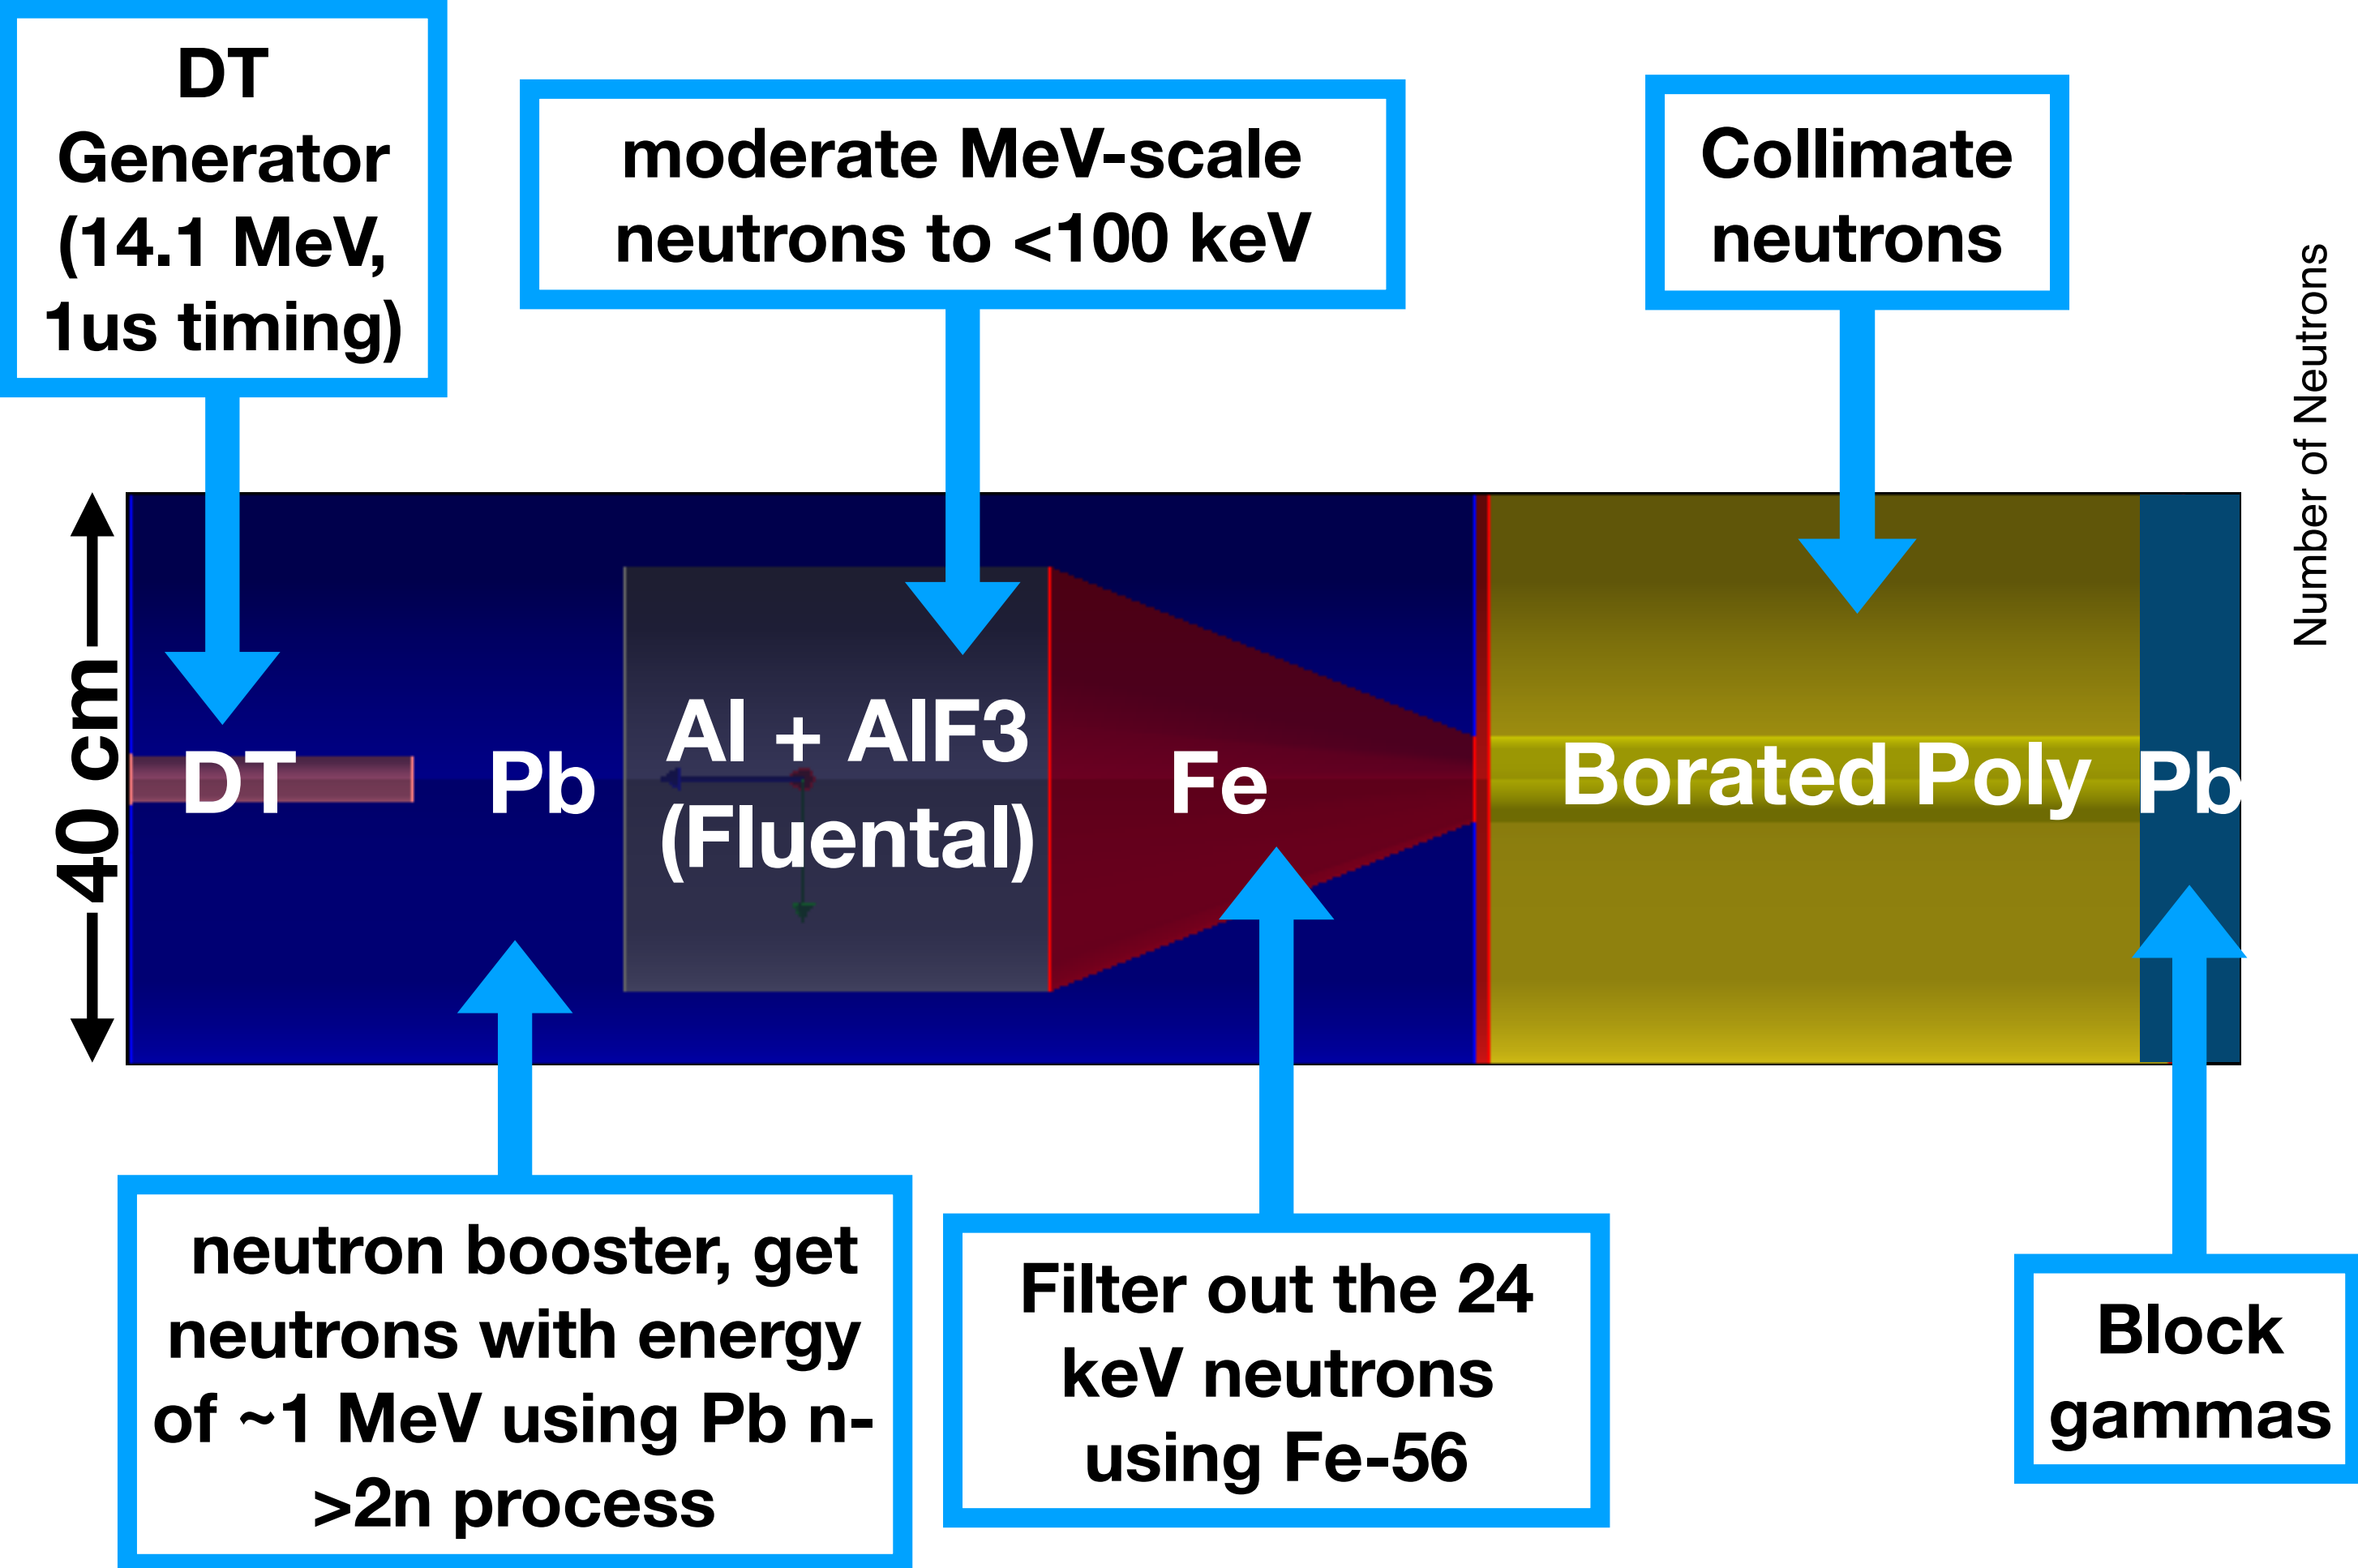 DT
Generator
(14.1 MeV,
1us timing)
moderate MeV-scale
neutrons to <100 keV
Collimate
neutrons
Number of Neutrons
40 cm
DT
Pb
Al + AlF3
(Fluental)
Fe
Borated Poly
Pb
neutron booster, get
neutrons with energy
of ~1 MeV using Pb n-
>2n process
Filter out the 24
keV neutrons
using Fe-56
Block
gammas